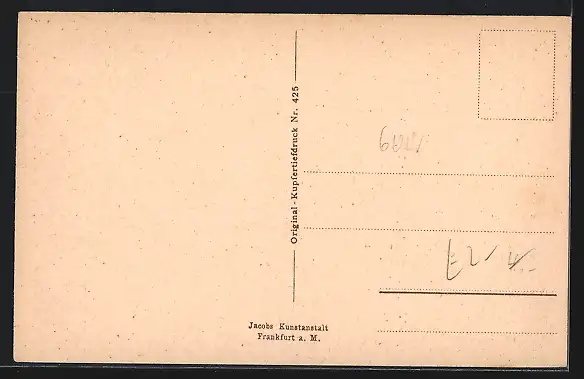 Original-Kupfertiefdruck Nr. 425
Jacobs Kunstanstalt
Frankfurt a. M.